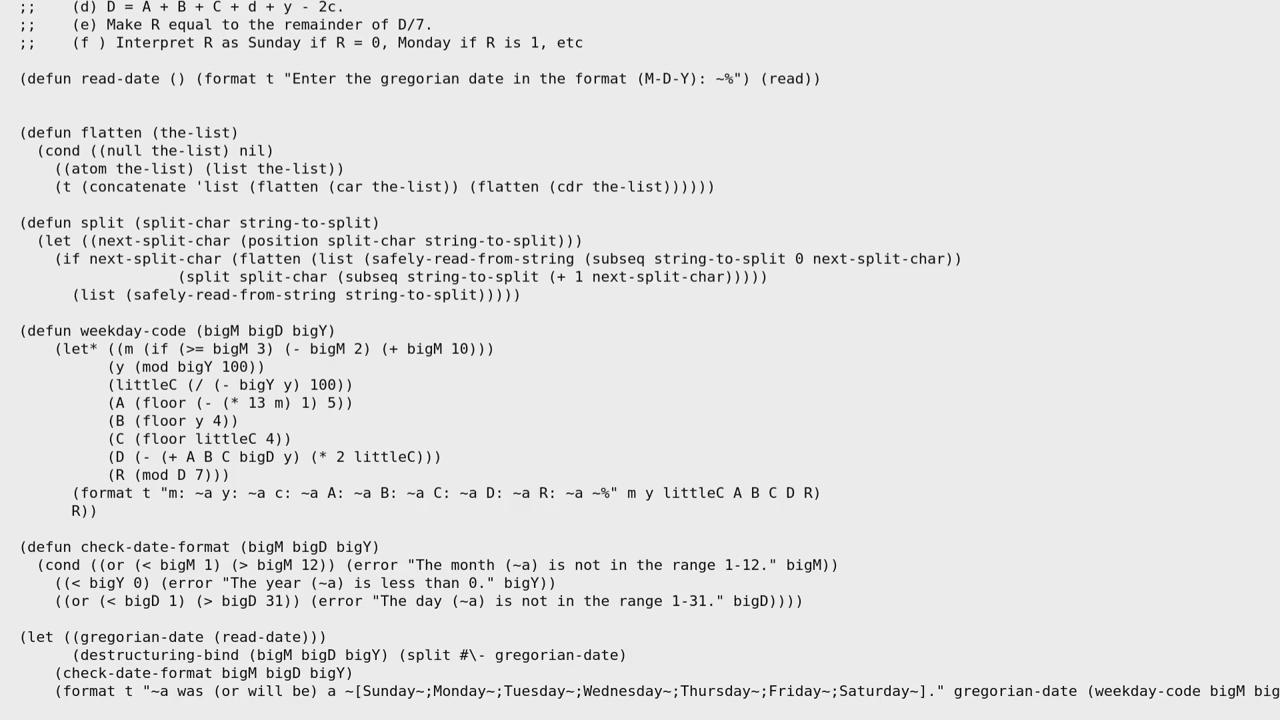 ;;    (d) D = A + B + C + d + y - 2c.
;;    (e) Make R equal to the remainder of D/7.
;;    (f ) Interpret R as Sunday if R = 0, Monday if R is 1, etc
(defun read-date () (format t "Enter the gregorian date in the format (M-D-Y): ~%") (read))
(defun flatten (the-list)
  (cond ((null the-list) nil)
    ((atom the-list) (list the-list))
    (t (concatenate 'list (flatten (car the-list)) (flatten (cdr the-list))))))
(defun split (split-char string-to-split)
  (let ((next-split-char (position split-char string-to-split)))
    (if next-split-char (flatten (list (safely-read-from-string (subseq string-to-split 0 next-split-char))
                  (split split-char (subseq string-to-split (+ 1 next-split-char)))))
      (list (safely-read-from-string string-to-split)))))
(defun weekday-code (bigM bigD bigY)
    (let* ((m (if (>= bigM 3) (- bigM 2) (+ bigM 10)))
          (y (mod bigY 100))
          (littleC (/ (- bigY y) 100))
          (A (floor (- (* 13 m) 1) 5))
          (B (floor y 4))
          (C (floor littleC 4))
          (D (- (+ A B C bigD y) (* 2 littleC)))
          (R (mod D 7)))
      (format t "m: ~a y: ~a c: ~a A: ~a B: ~a C: ~a D: ~a R: ~a ~%" m y littleC A B C D R)
      R))
(defun check-date-format (bigM bigD bigY)
  (cond ((or (< bigM 1) (> bigM 12)) (error "The month (~a) is not in the range 1-12." bigM))
    ((< bigY 0) (error "The year (~a) is less than 0." bigY))
    ((or (< bigD 1) (> bigD 31)) (error "The day (~a) is not in the range 1-31." bigD))))
(let ((gregorian-date (read-date)))
      (destructuring-bind (bigM bigD bigY) (split #\- gregorian-date)
    (check-date-format bigM bigD bigY)
    (format t "~a was (or will be) a ~[Sunday~;Monday~;Tuesday~;Wednesday~;Thursday~;Friday~;Saturday~]." gregorian-date (weekday-code bigM big